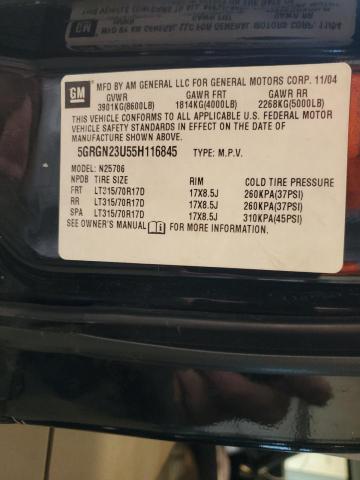 GM
MFD BY AM GENERAL LLC FOR GENERAL MOTORS CORP. 11/04
GVWR GAWR FRT GAWR RR
3901KG(8600LB) 1814KG(4000LB) 2268KG(5000LB)
THIS VEHICLE CONFORMS TO ALL APPLICABLE U.S. FEDERAL MOTOR
VEHICLE SAFETY STANDARDS IN EFFECT ON THE DATE OF
MANUFACTURE SHOWN ABOVE.
5GRGN23U55H116845 TYPE: M.P.V.
MODEL: N25706
NPDB TIRE SIZE RIM COLD TIRE PRESSURE
FRT LT315/70R17D 17X8.5J 260KPA(37PSI)
RR LT315/70R17D 17X8.5J 260KPA(37PSI)
SPA LT315/70R17D 17X8.5J 310KPA(45PSI)
SEE OWNER'S MANUAL FOR MORE INFORMATION